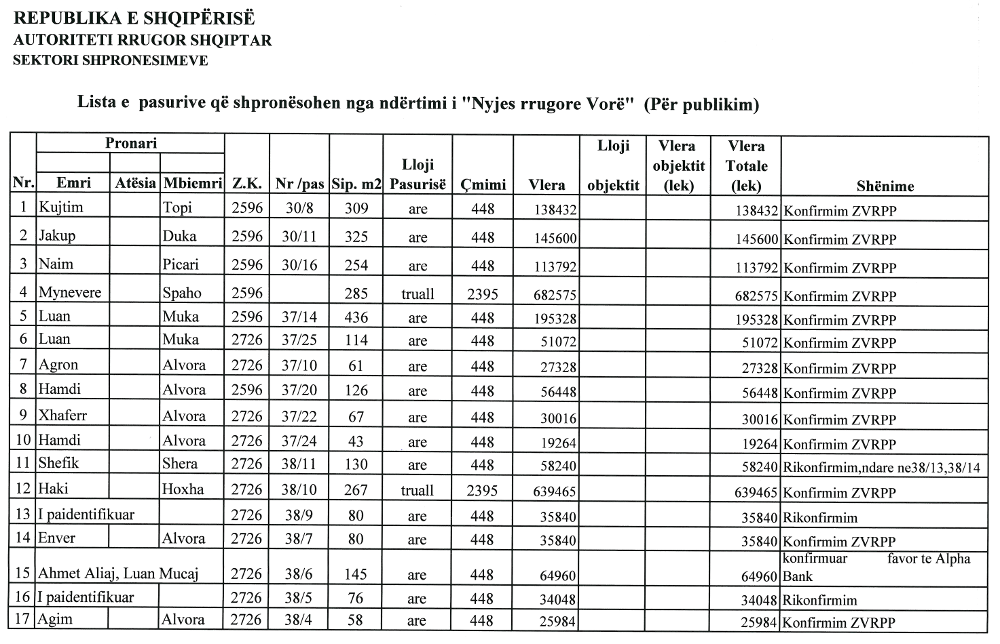 REPUBLIKA E SHQIPËRISË
AUTORITETI RRUGOR SHQIPTAR
SEKTORI SHPRONESIMEVE
Lista e pasurive që shpronësohen nga ndërtimi i "Nyjes rrugore Vorë" (Për publikim)
Nr. Pronari Emri Atësia Mbiemri Z.K. Nr /pas Sip. m2 Lloji Pasurisë Çmimi Vlera Lloji objektit Vlera objektit (lek) Vlera Totale (lek) Shënime
1 Kujtim Topi 2596 30/8 309 are 448 138432 138432 Konfirmim ZVRPP
2 Jakup Duka 2596 30/11 325 are 448 145600 145600 Konfirmim ZVRPP
3 Naim Picari 2596 30/16 254 are 448 113792 113792 Konfirmim ZVRPP
4 Mynevere Spaho 2596 285 truall 2395 682575 682575 Konfirmim ZVRPP
5 Luan Muka 2596 37/14 436 are 448 195328 195328 Konfirmim ZVRPP
6 Luan Muka 2726 37/25 114 are 448 51072 51072 Konfirmim ZVRPP
7 Agron Alvora 2726 37/10 61 are 448 27328 27328 Konfirmim ZVRPP
8 Hamdi Alvora 2596 37/20 126 are 448 56448 56448 Konfirmim ZVRPP
9 Xhaferr Alvora 2726 37/22 67 are 448 30016 30016 Konfirmim ZVRPP
10 Hamdi Alvora 2726 37/24 43 are 448 19264 19264 Konfirmim ZVRPP
11 Shefik Shera 2726 38/11 130 are 448 58240 58240 Rikonfirmim,ndare ne38/13,38/14
12 Haki Hoxha 2726 38/10 267 truall 2395 639465 639465 Konfirmim ZVRPP
13 I paidentifikuar 2726 38/9 80 are 448 35840 35840 Rikonfirmim
14 Enver Alvora 2726 38/7 80 are 448 35840 35840 Konfirmim ZVRPP
15 Ahmet Aliaj, Luan Mucaj 2726 38/6 145 are 448 64960 64960 konfirmuar favor te Alpha Bank
16 I paidentifikuar 2726 38/5 76 are 448 34048 34048 Rikonfirmim
17 Agim Alvora 2726 38/4 58 are 448 25984 25984 Konfirmim ZVRPP